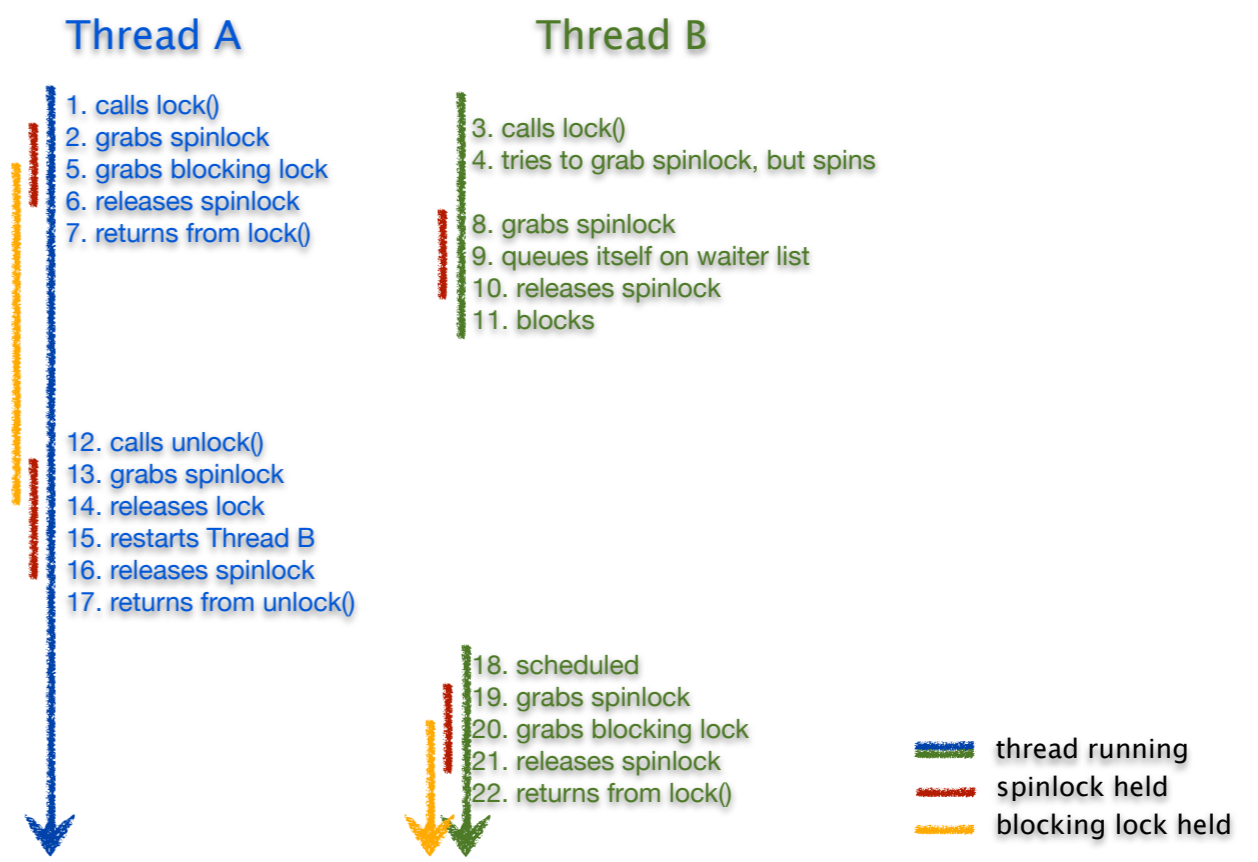 Thread A
1. calls lock()
2. grabs spinlock
5. grabs blocking lock
6. releases spinlock
7. returns from lock()
12. calls unlock()
13. grabs spinlock
14. releases lock
15. restarts Thread B
16. releases spinlock
17. returns from unlock()
Thread B
3. calls lock()
4. tries to grab spinlock, but spins
8. grabs spinlock
9. queues itself on waiter list
10. releases spinlock
11. blocks
18. scheduled
19. grabs spinlock
20. grabs blocking lock
21. releases spinlock
22. returns from lock()
thread running
spinlock held
blocking lock held